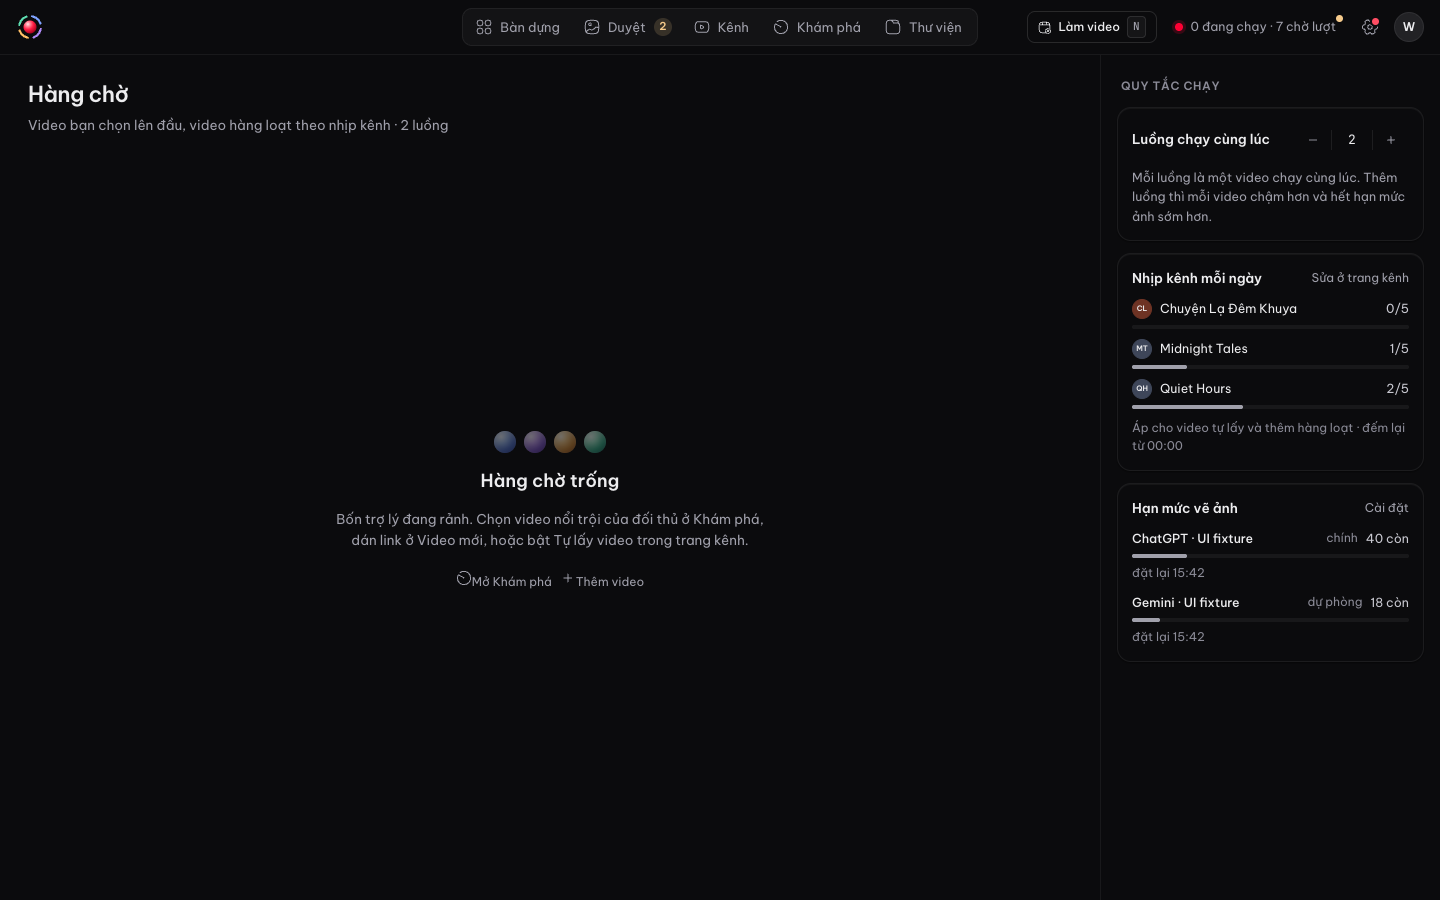 Bàn dựng
Duyệt 2
Kênh
Khám phá
Thư viện
Làm video N
0 đang chạy · 7 chờ lượt
W
Hàng chờ
Video bạn chọn lên đầu, video hàng loạt theo nhịp kênh · 2 luồng
Hàng chờ trống
Bốn trợ lý đang rảnh. Chọn video nổi trội của đối thủ ở Khám phá,
dán link ở Video mới, hoặc bật Tự lấy video trong trang kênh.
Mở Khám phá + Thêm video
QUY TẮC CHẠY
Luồng chạy cùng lúc − 2 +
Mỗi luồng là một video chạy cùng lúc. Thêm
luồng thì mỗi video chậm hơn và hết hạn mức
ảnh sớm hơn.
Nhịp kênh mỗi ngày Sửa ở trang kênh
CL Chuyện Lạ Đêm Khuya 0/5
MT Midnight Tales 1/5
QH Quiet Hours 2/5
Áp cho video tự lấy và thêm hàng loạt · đếm lại
từ 00:00
Hạn mức vẽ ảnh Cài đặt
ChatGPT · UI fixture chính 40 còn
đặt lại 15:42
Gemini · UI fixture dự phòng 18 còn
đặt lại 15:42